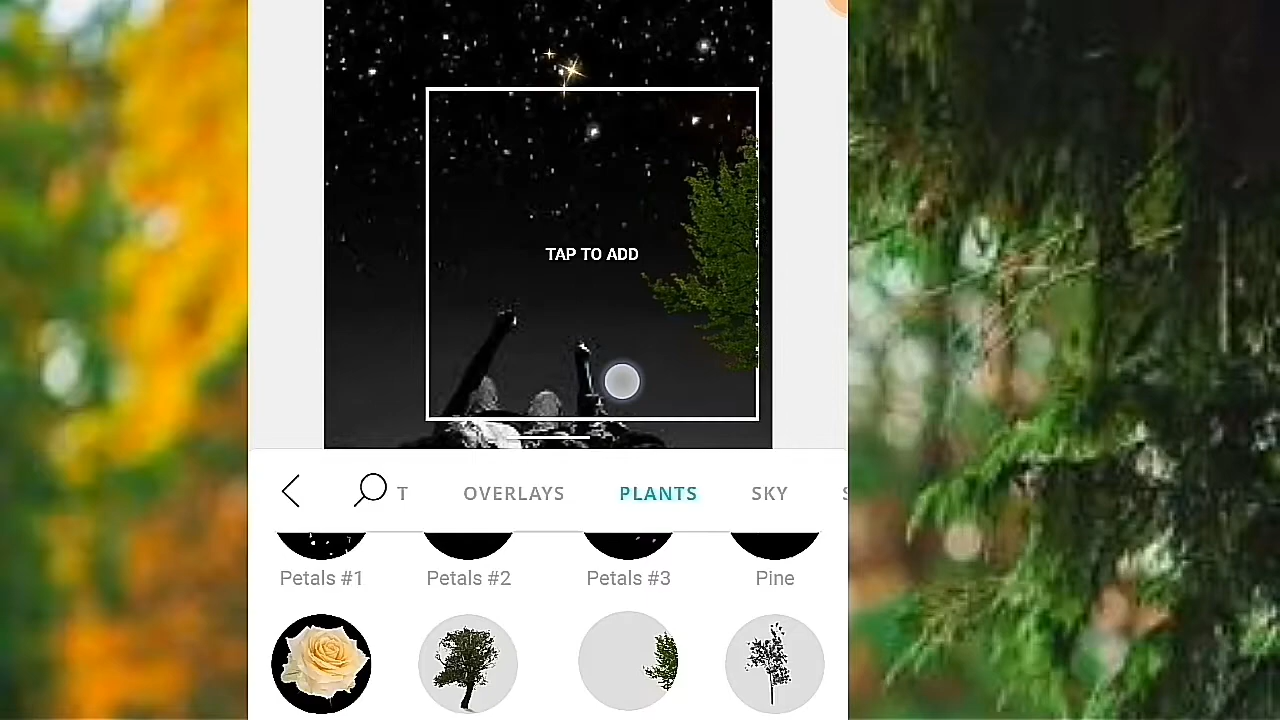 TAP TO ADD
T OVERLAYS PLANTS SKY
Petals #1 Petals #2 Petals #3 Pine